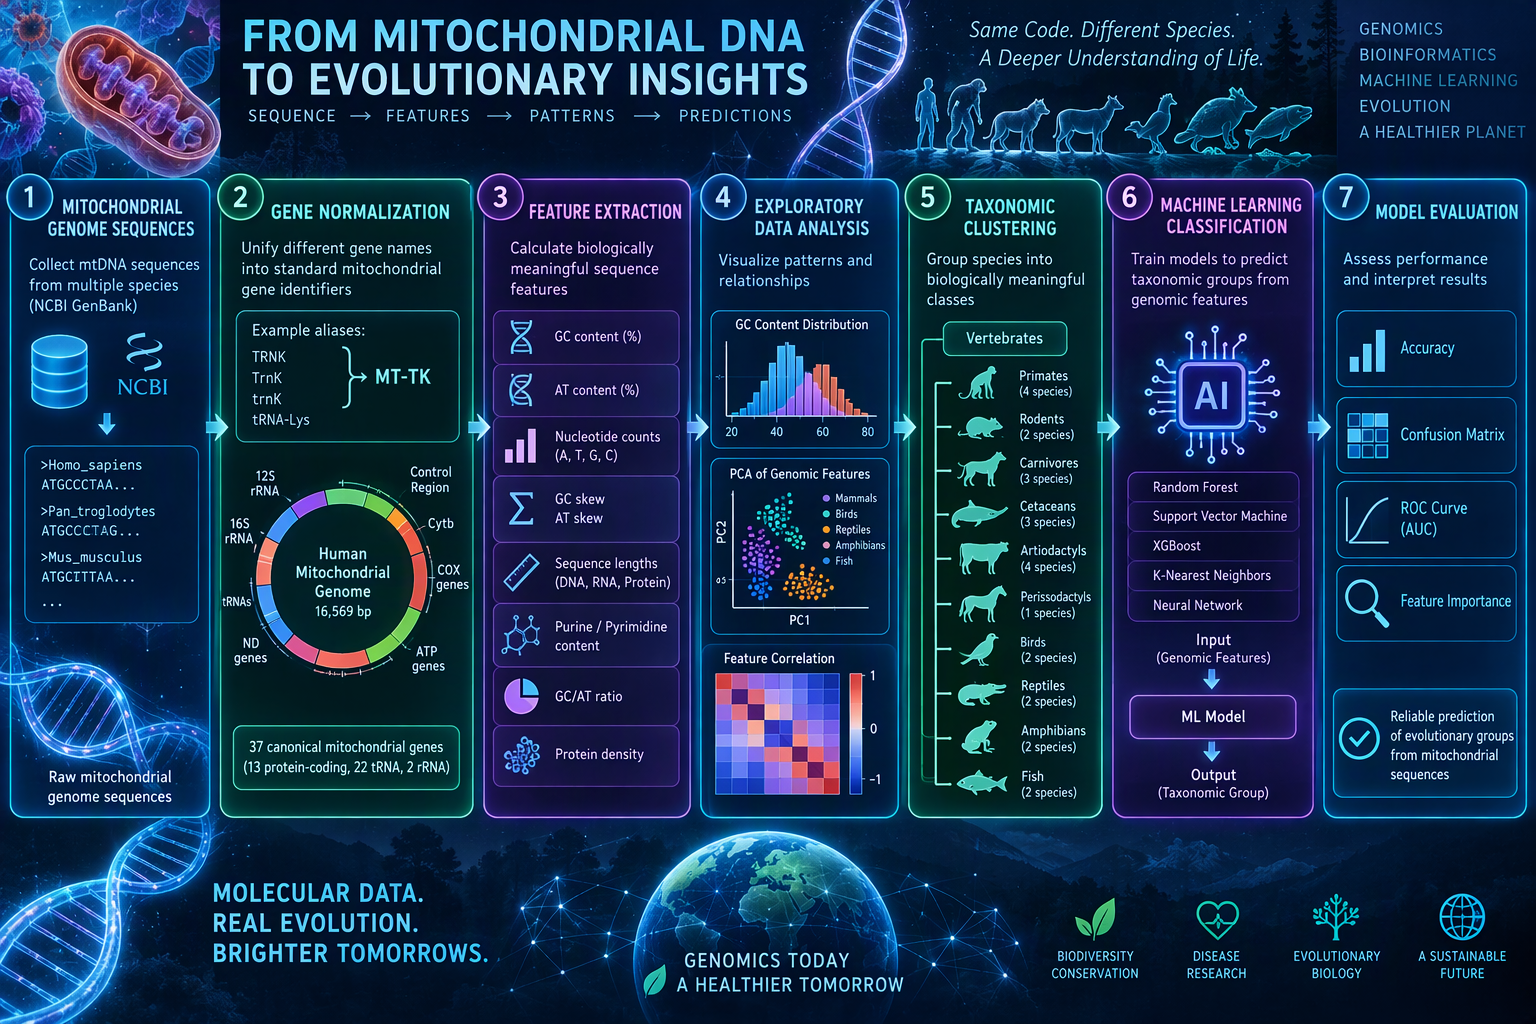 FROM MITOCHONDRIAL DNA
TO EVOLUTIONARY INSIGHTS
SEQUENCE → FEATURES → PATTERNS → PREDICTIONS
Same Code. Different Species.
A Deeper Understanding of Life.
GENOMICS
BIOINFORMATICS
MACHINE LEARNING
EVOLUTION
A HEALTHIER PLANET
1
MITOCHONDRIAL
GENOME SEQUENCES
Collect mtDNA sequences
from multiple species
(NCBI GenBank)
NCBI
>Homo_sapiens
ATGCCCTAA...
>Pan_troglodytes
ATGCCCTAG...
>Mus_musculus
ATGCTTTAA...
...
Raw mitochondrial
genome sequences
2
GENE NORMALIZATION
Unify different gene names
into standard mitochondrial
gene identifiers
Example aliases:
TRNK
TrnK
trnK
tRNA-Lys
MT-TK
12S
rRNA
Control
Region
16S
rRNA
Cytb
COX
genes
tRNAs
ND
genes
ATP
genes
Human
Mitochondrial
Genome
16,569 bp
37 canonical mitochondrial genes
(13 protein-coding, 22 tRNA, 2 rRNA)
3
FEATURE EXTRACTION
Calculate biologically
meaningful sequence
features
GC content (%)
AT content (%)
Nucleotide counts
(A, T, G, C)
GC skew
AT skew
Sequence lengths
(DNA, RNA, Protein)
Purine / Pyrimidine
content
GC/AT ratio
Protein density
4
EXPLORATORY
DATA ANALYSIS
Visualize patterns and
relationships
GC Content Distribution
20 40 60 80
PCA of Genomic Features
PC2
Mammals
Birds
Reptiles
Amphibians
Fish
PC1
Feature Correlation
1
0
-1
5
TAXONOMIC
CLUSTERING
Group species into
biologically meaningful
classes
Vertebrates
Primates
(4 species)
Rodents
(2 species)
Carnivores
(3 species)
Cetaceans
(3 species)
Artiodactyls
(4 species)
Perissodactyls
(1 species)
Birds
(2 species)
Reptiles
(2 species)
Amphibians
(2 species)
Fish
(2 species)
6
MACHINE LEARNING
CLASSIFICATION
Train models to predict
taxonomic groups from
genomic features
AI
Random Forest
Support Vector Machine
XGBoost
K-Nearest Neighbors
Neural Network
Input
(Genomic Features)
ML Model
Output
(Taxonomic Group)
7
MODEL EVALUATION
Assess performance
and interpret results
Accuracy
Confusion Matrix
ROC Curve
(AUC)
Feature Importance
Reliable prediction
of evolutionary groups
from mitochondrial
sequences
MOLECULAR DATA.
REAL EVOLUTION.
BRIGHTER TOMORROWS.
GENOMICS TODAY
A HEALTHIER TOMORROW
BIODIVERSITY
CONSERVATION
DISEASE
RESEARCH
EVOLUTIONARY
BIOLOGY
A SUSTAINABLE
FUTURE